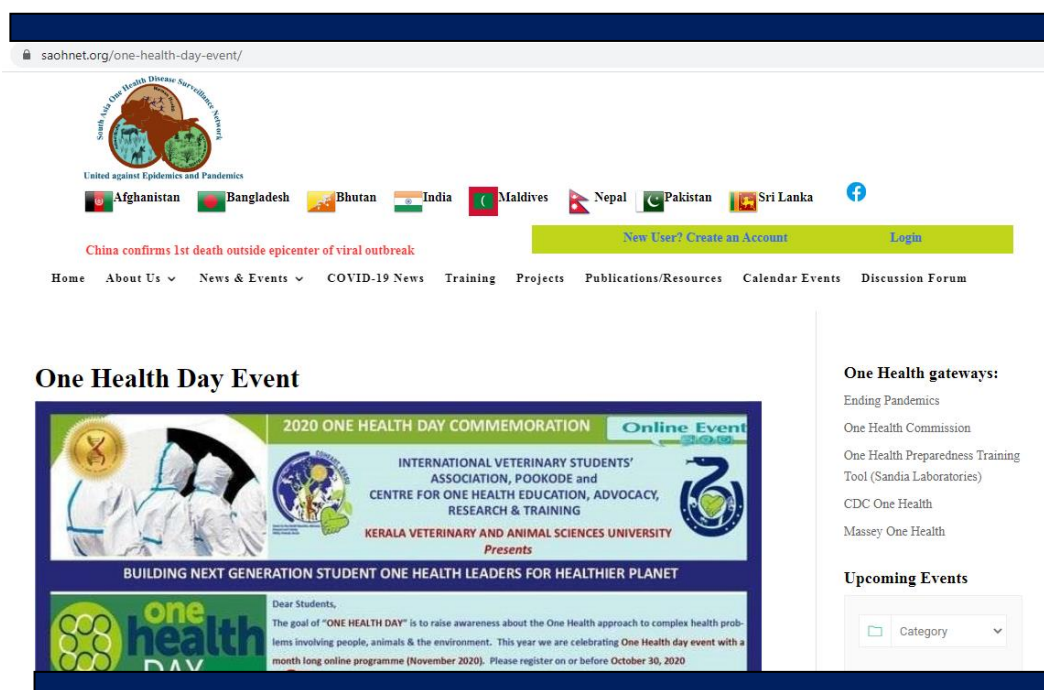 saohnet.org/one-health-day-event/
South Asia One Health Disease Surveillance Network
United against Epidemics and Pandemics
Afghanistan Bangladesh Bhutan India Maldives Nepal Pakistan Sri Lanka
New User? Create an Account Login
China confirms 1st death outside epicenter of viral outbreak
Home About Us News & Events COVID-19 News Training Projects Publications/Resources Calendar Events Discussion Forum
One Health Day Event
2020 ONE HEALTH DAY COMMEMORATION
Online Event
INTERNATIONAL VETERINARY STUDENTS'
ASSOCIATION, POOKODE and
CENTRE FOR ONE HEALTH EDUCATION, ADVOCACY,
RESEARCH & TRAINING
KERALA VETERINARY AND ANIMAL SCIENCES UNIVERSITY
Presents
BUILDING NEXT GENERATION STUDENT ONE HEALTH LEADERS FOR HEALTHIER PLANET
one
health
DAY
Dear Students,
The goal of "ONE HEALTH DAY" is to raise awareness about the One Health approach to complex health prob-
lems involving people, animals & the environment. This year we are celebrating One Health day event with a
month long online programme (November 2020). Please register on or before October 30, 2020
One Health gateways:
Ending Pandemics
One Health Commission
One Health Preparedness Training
Tool (Sandia Laboratories)
CDC One Health
Massey One Health
Upcoming Events
Category